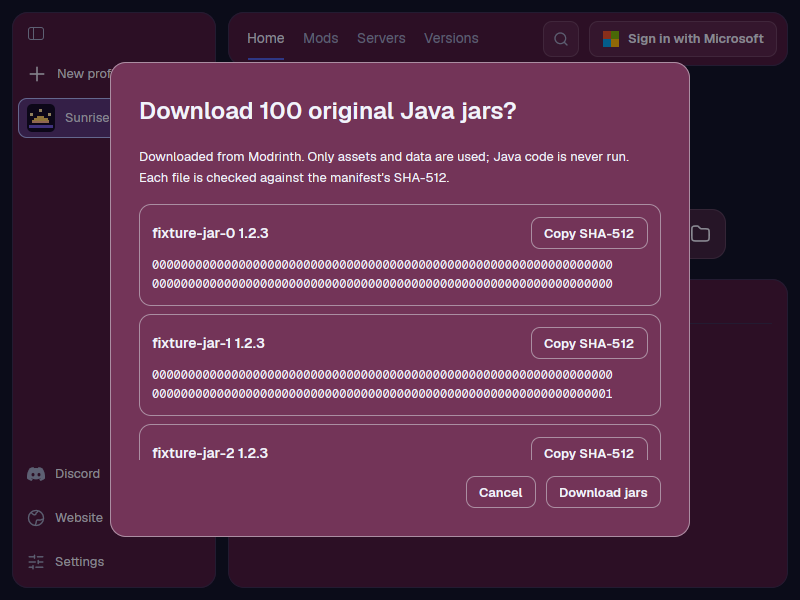 Home Mods Servers Versions
Sign in with Microsoft
New prof
Sunrise
Download 100 original Java jars?
Downloaded from Modrinth. Only assets and data are used; Java code is never run.
Each file is checked against the manifest's SHA-512.
fixture-jar-0 1.2.3
Copy SHA-512
0000000000000000000000000000000000000000000000000000000000000000
0000000000000000000000000000000000000000000000000000000000000000
fixture-jar-1 1.2.3
Copy SHA-512
0000000000000000000000000000000000000000000000000000000000000000
0000000000000000000000000000000000000000000000000000000000000001
fixture-jar-2 1.2.3
Copy SHA-512
Cancel
Download jars
Discord
Website
Settings